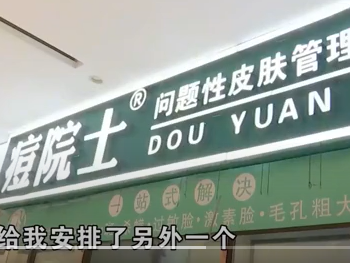 痘院士®
问题性皮肤管理
DOU YUAN
一站式解决
过敏脸·激素脸·毛孔粗大
给我安排了另外一个